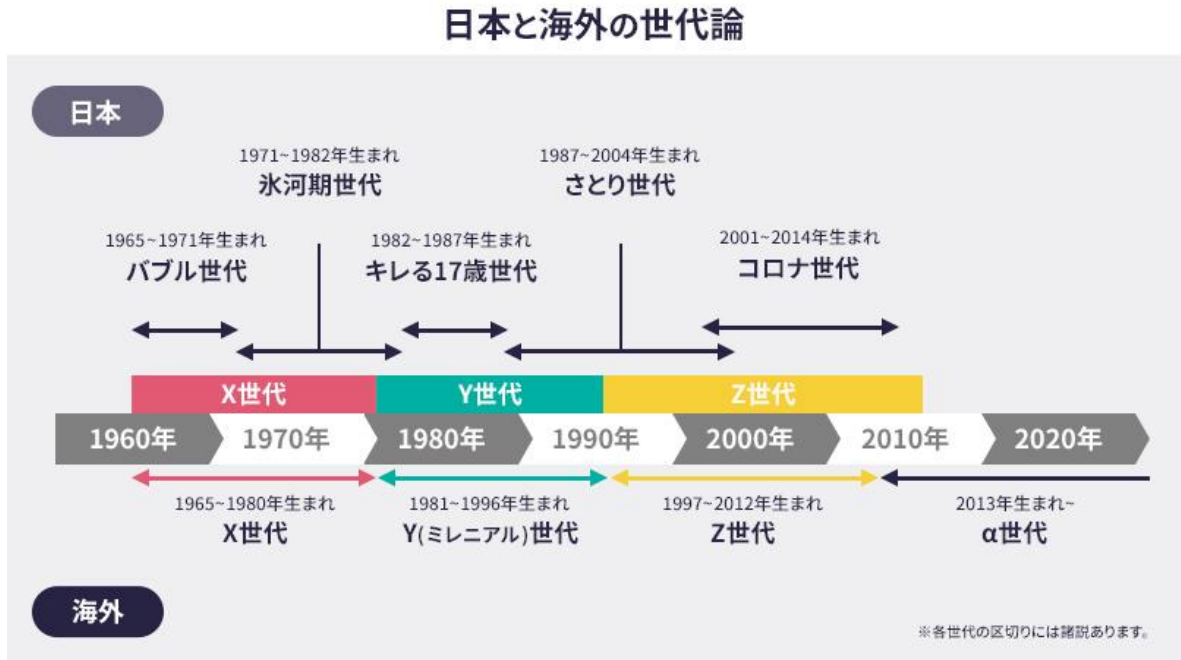 日本と海外の世代論
日本
1971~1982年生まれ
氷河期世代
1987~2004年生まれ
さとり世代
1965~1971年生まれ
バブル世代
1982~1987年生まれ
キレる17歳世代
2001~2014年生まれ
コロナ世代
X世代
Y世代
Z世代
1960年
1970年
1980年
1990年
2000年
2010年
2020年
1965~1980年生まれ
X世代
1981~1996年生まれ
Y(ミレニアル)世代
1997~2012年生まれ
Z世代
2013年生まれ~
α世代
海外
※各世代の区切りには諸説あります。